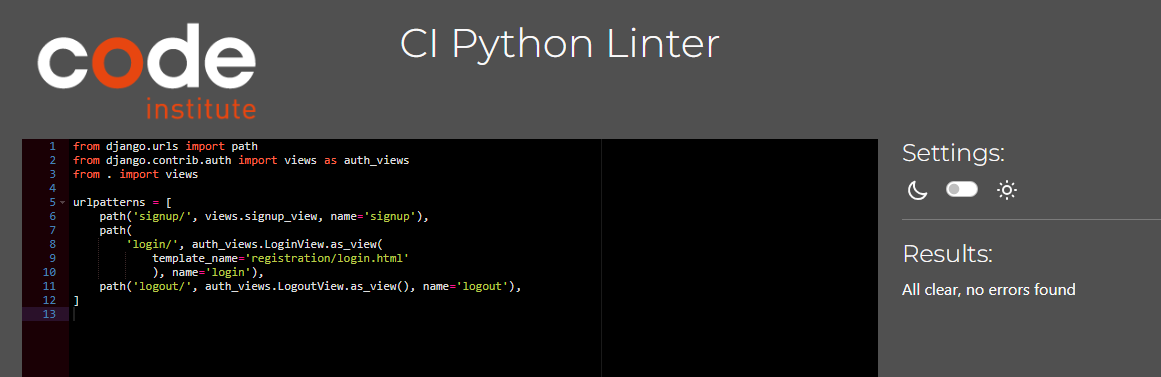 code
institute
CI Python Linter
1 from django.urls import path
2 from django.contrib.auth import views as auth_views
3 from . import views
4
5 urlpatterns = [
6     path('signup/', views.signup_view, name='signup'),
7     path(
8         'login/', auth_views.LoginView.as_view(
9             template_name='registration/login.html'
10             ), name='login'),
11     path('logout/', auth_views.LogoutView.as_view(), name='logout'),
12 ]
13
Settings:
Results:
All clear, no errors found